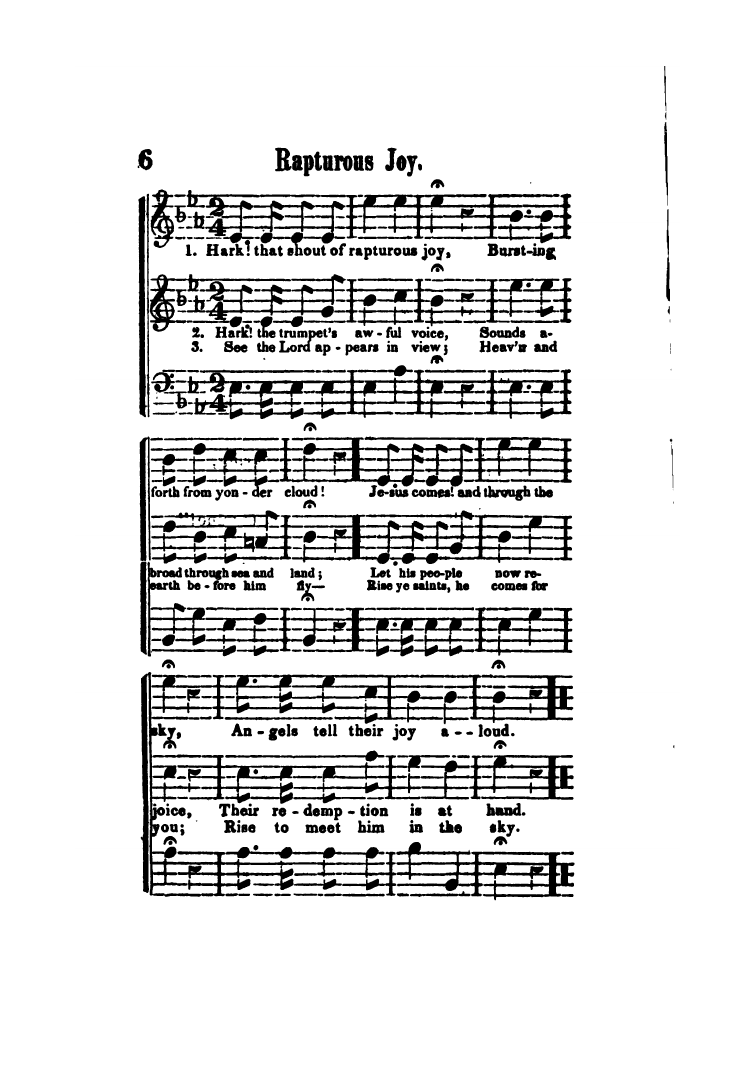 6 Rapturous Joy.
1. Hark! that shout of rapturous joy, Burst-ing
2. Hark! the trumpet's aw - ful voice, Sounds a-
3. See the Lord ap - pears in view; Heav'n and
forth from yon - der cloud! Je-sus comes! and through the
broad through sea and land; Let his peo-ple now re-
earth be - fore him fly— Rise ye saints, he comes for
sky, An - gels tell their joy a - - loud.
joice, Their re - demp - tion is at hand.
you; Rise to meet him in the sky.